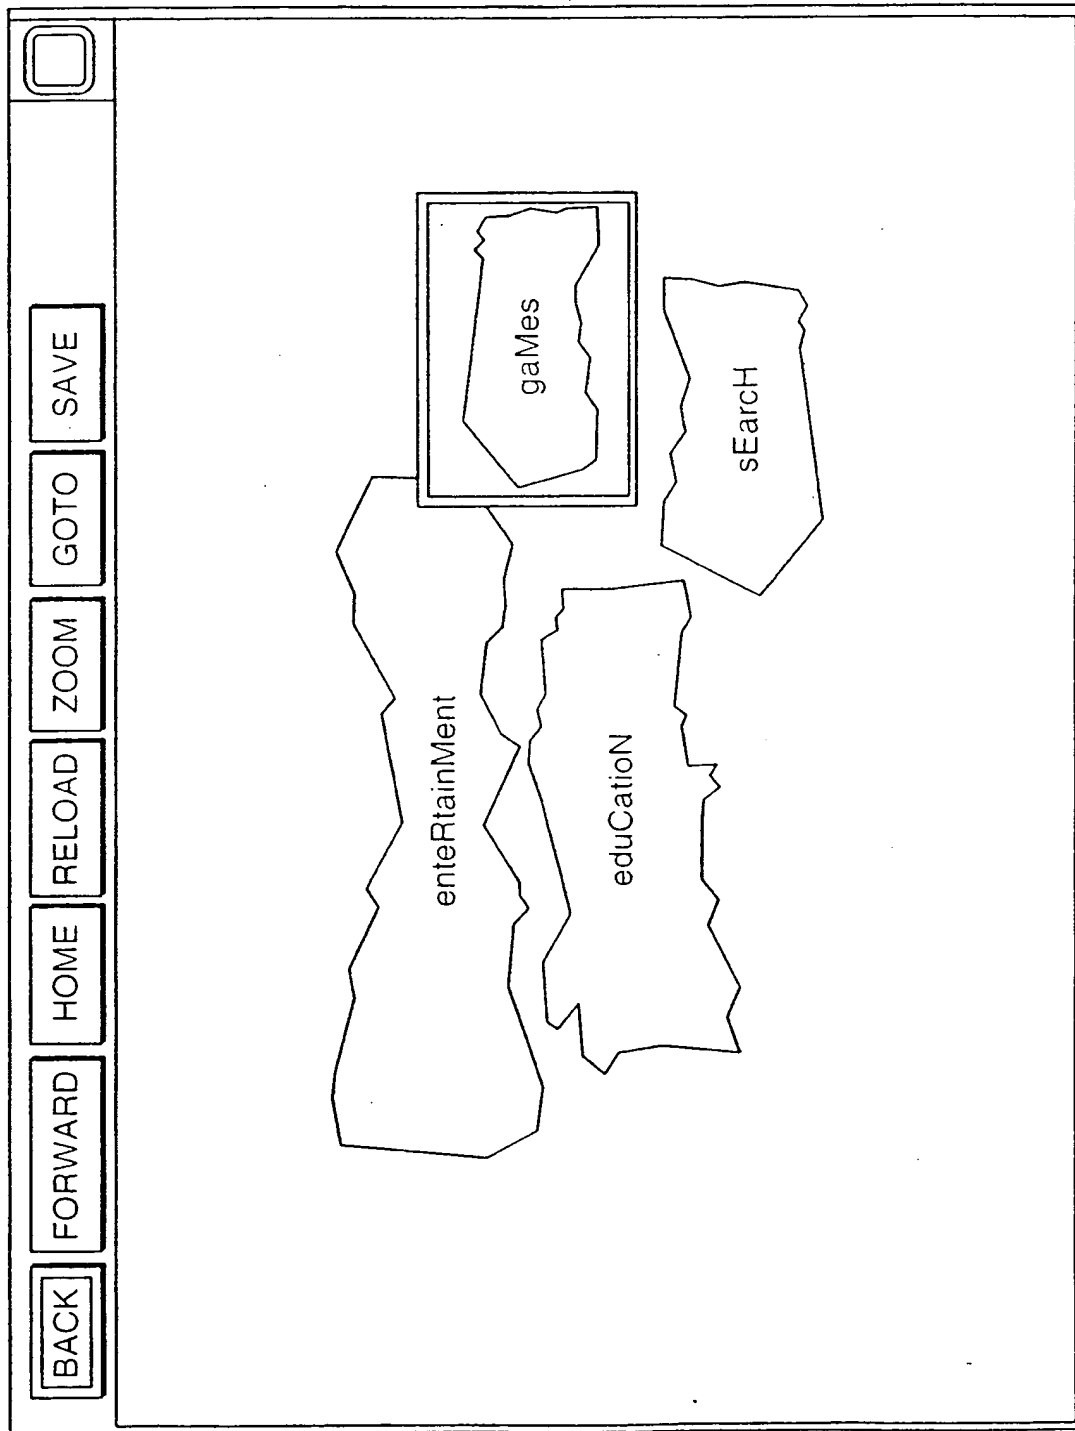 BACK FORWARD HOME RELOAD ZOOM GOTO SAVE
enteRtainMent
gaMes
eduCatioN
sEarcH